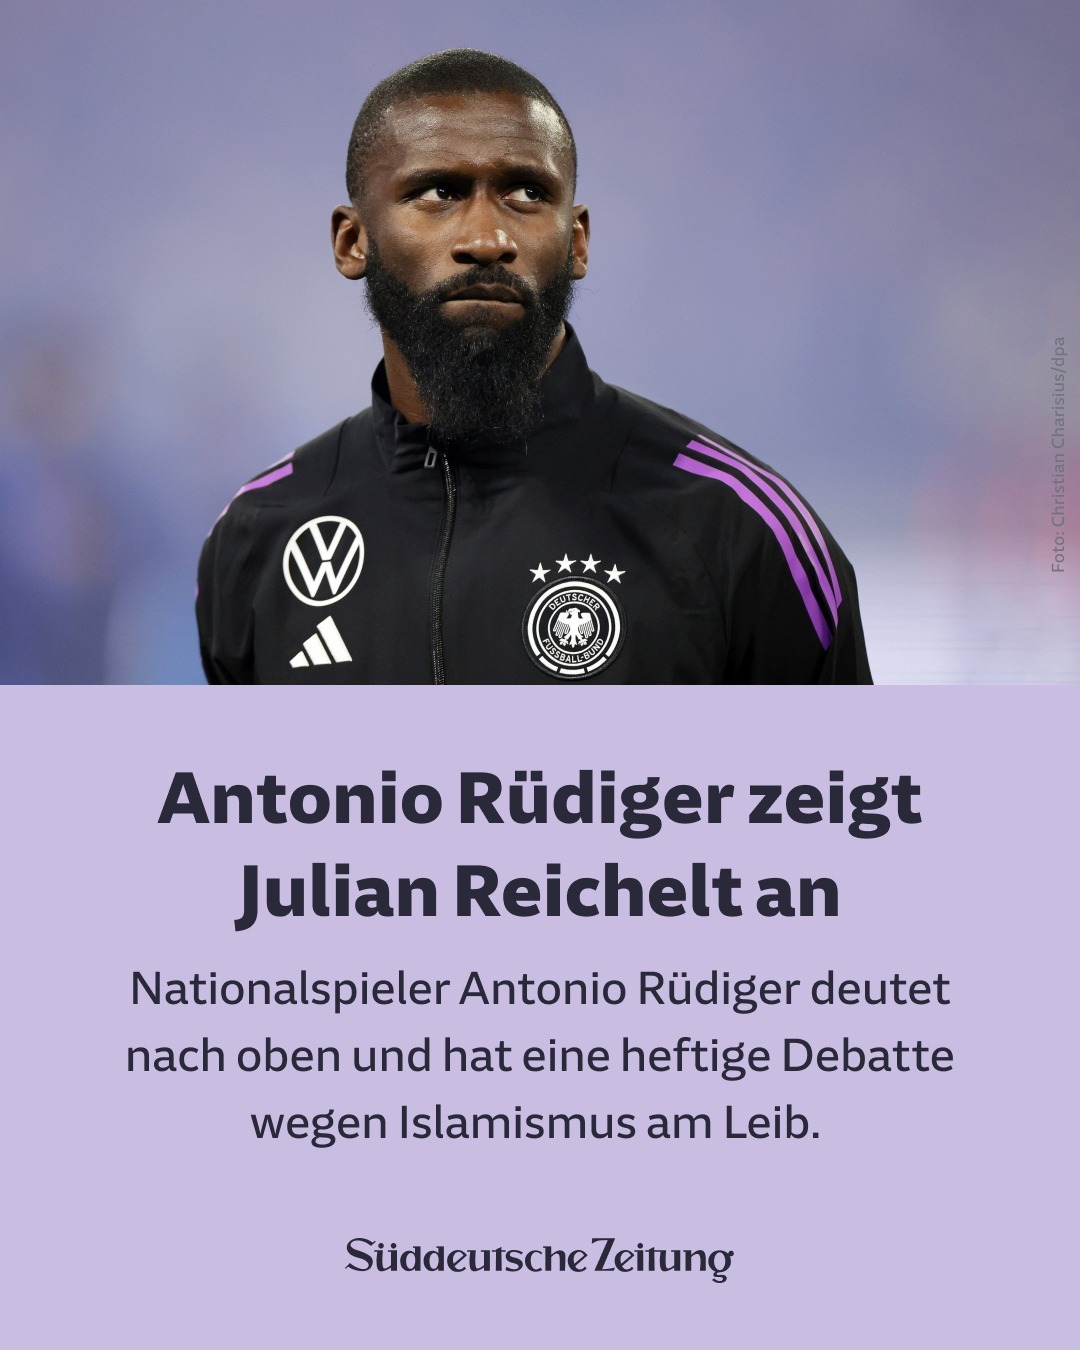 Foto: Christian Charisius/dpa
DEUTSCHER
FUSSBALL-BUND
Antonio Rüdiger zeigt
Julian Reichelt an
Nationalspieler Antonio Rüdiger deutet
nach oben und hat eine heftige Debatte
wegen Islamismus am Leib.
Süddeutsche Zeitung